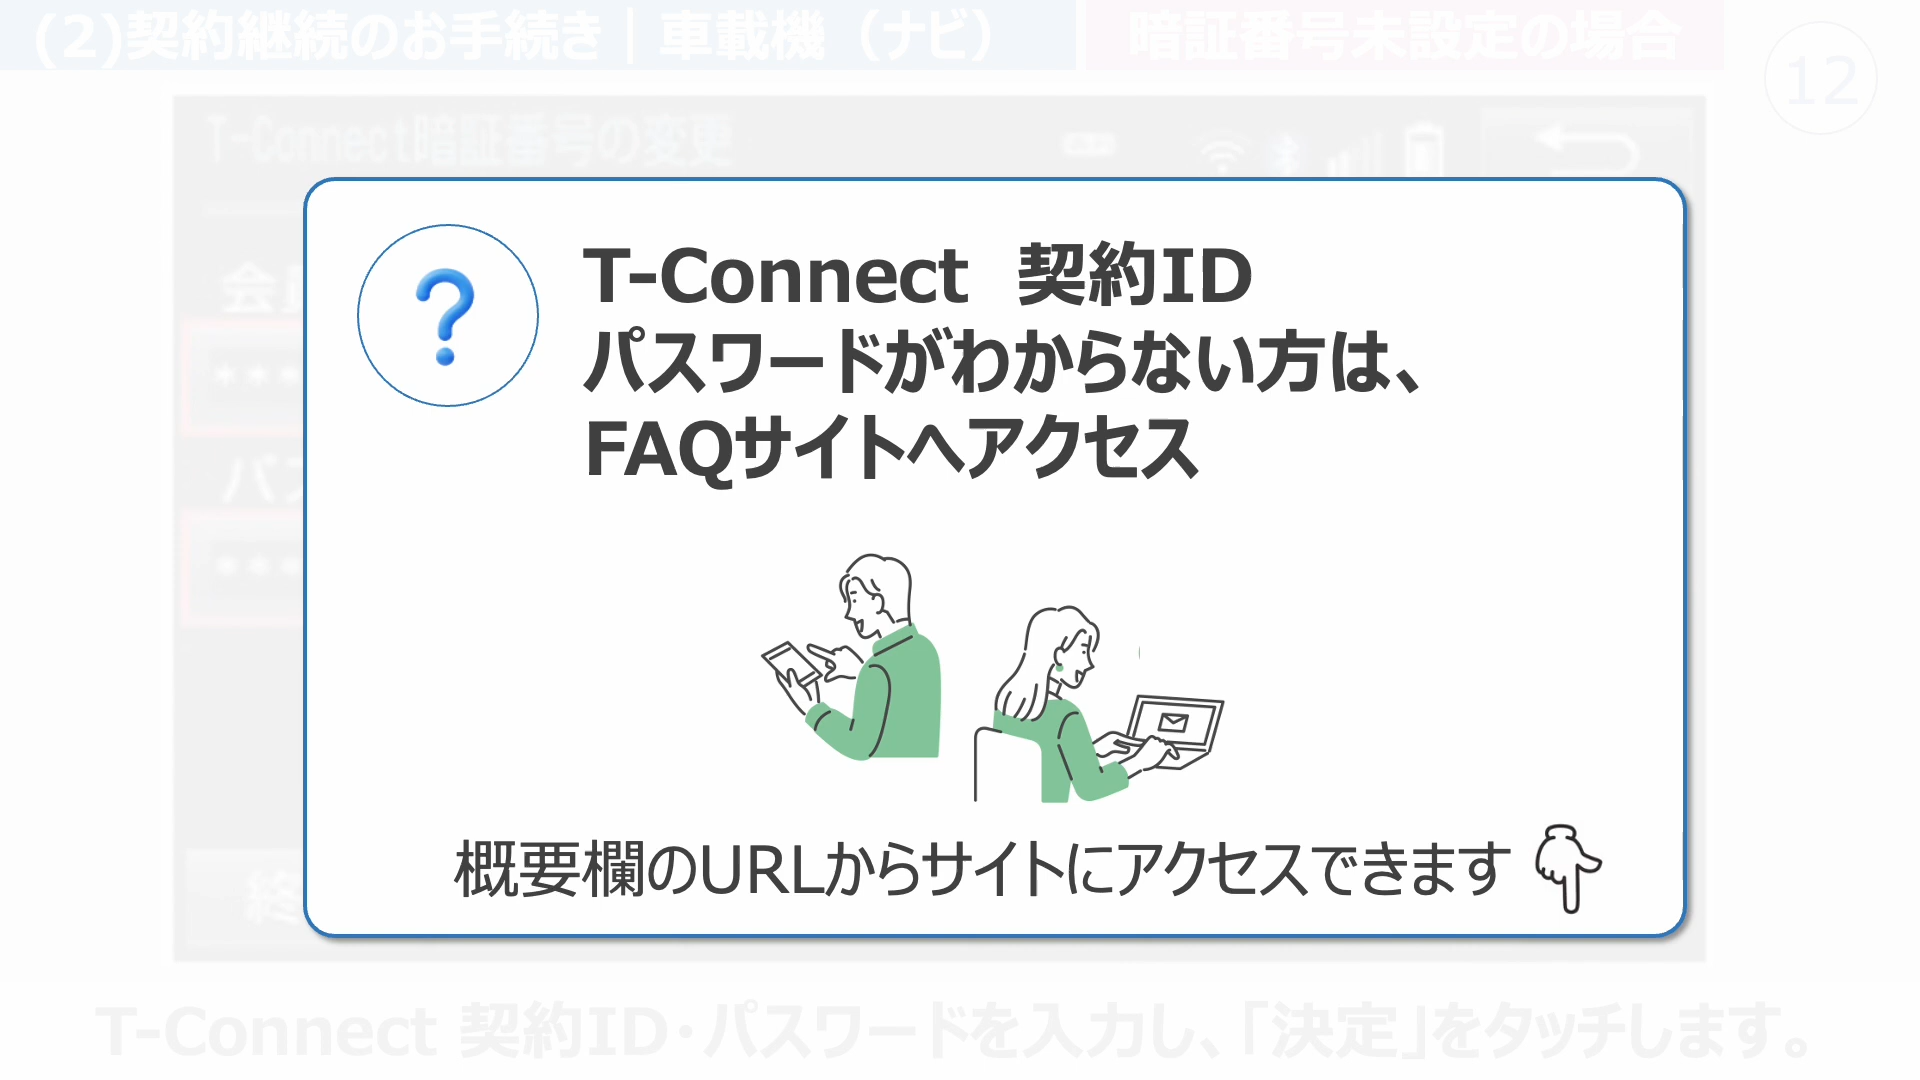 (2)契約継続のお手続き｜車載機（ナビ）
暗証番号未設定の場合
12
T-Connect暗証番号の変更
T-Connect 契約ID
パスワードがわからない方は、
FAQサイトへアクセス
概要欄のURLからサイトにアクセスできます
T-Connect 契約ID・パスワードを入力し、「決定」をタッチします。